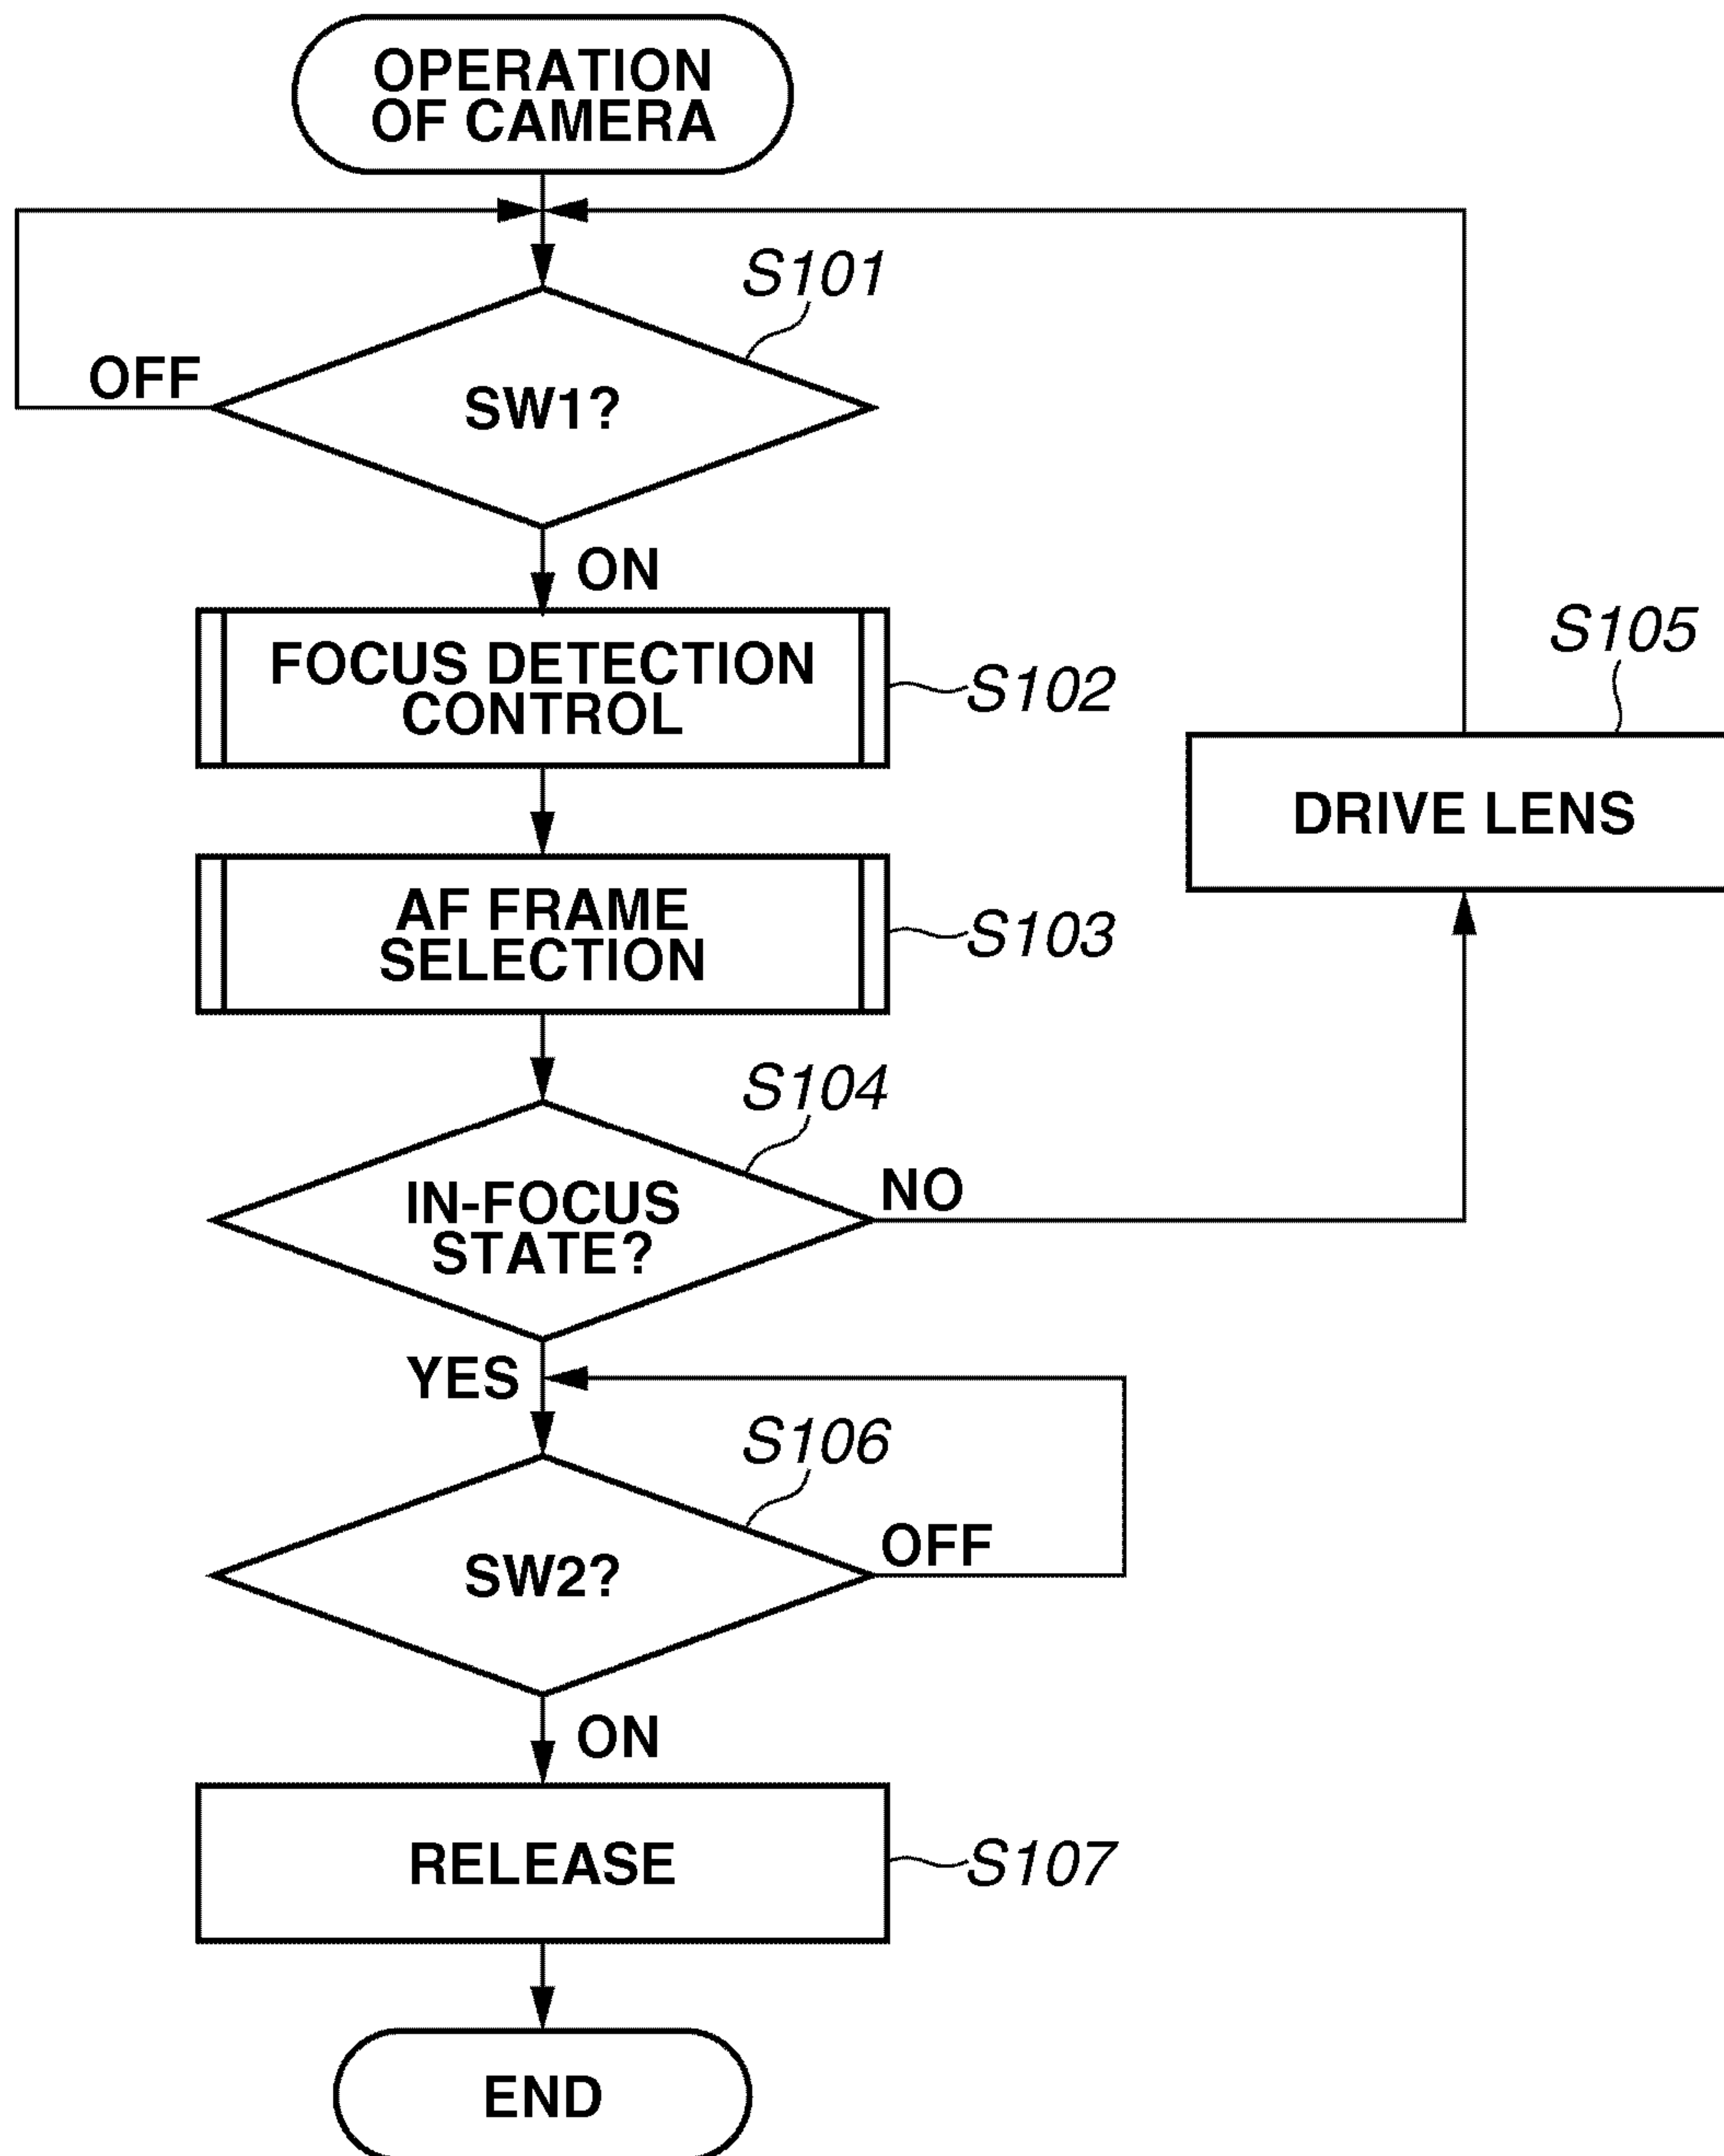 OPERATION
OF CAMERA
S101
OFF
SW1?
ON
FOCUS DETECTION
CONTROL
S102
S105
DRIVE LENS
AF FRAME
SELECTION
S103
S104
IN-FOCUS
STATE?
NO
YES
S106
SW2?
OFF
ON
RELEASE
S107
END